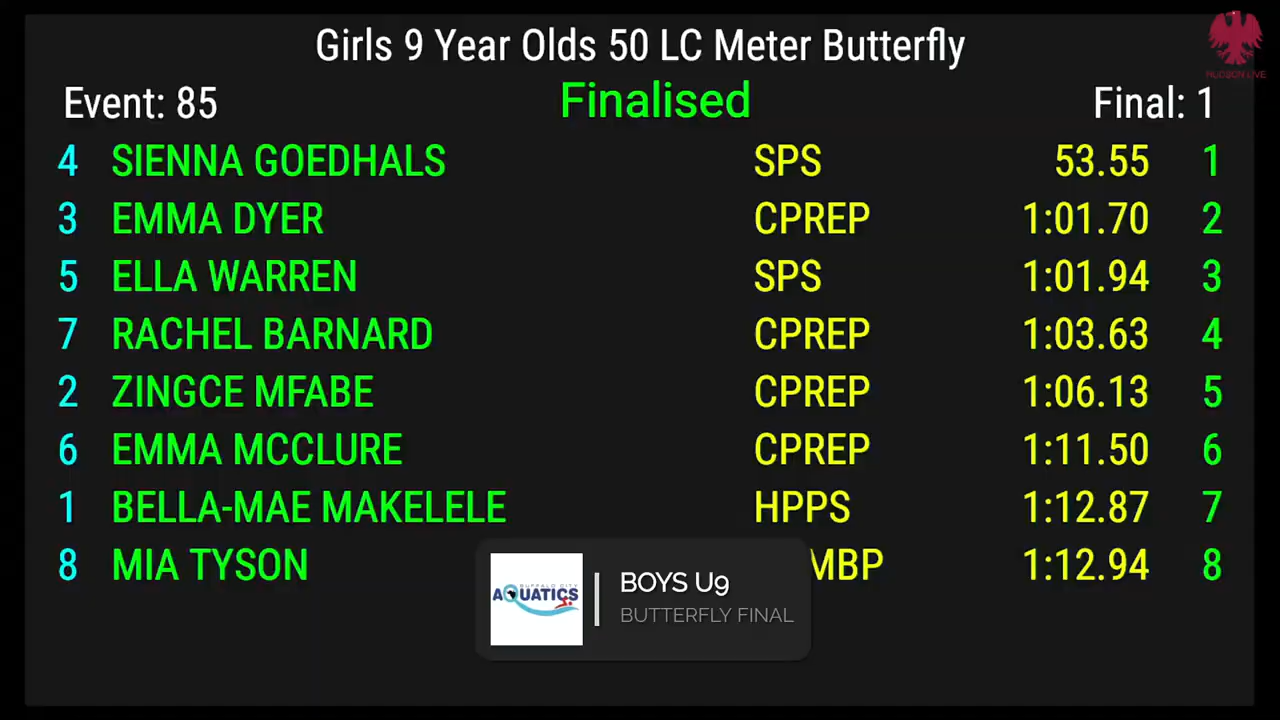 Girls 9 Year Olds 50 LC Meter Butterfly
HUDSON LIVE
Event: 85 Finalised Final: 1
4 SIENNA GOEDHALS SPS 53.55 1
3 EMMA DYER CPREP 1:01.70 2
5 ELLA WARREN SPS 1:01.94 3
7 RACHEL BARNARD CPREP 1:03.63 4
2 ZINGCE MFABE CPREP 1:06.13 5
6 EMMA MCCLURE CPREP 1:11.50 6
1 BELLA-MAE MAKELELE HPPS 1:12.87 7
8 MIA TYSON MBP 1:12.94 8
BUFFALO CITY
AQUATICS
BOYS U9
BUTTERFLY FINAL